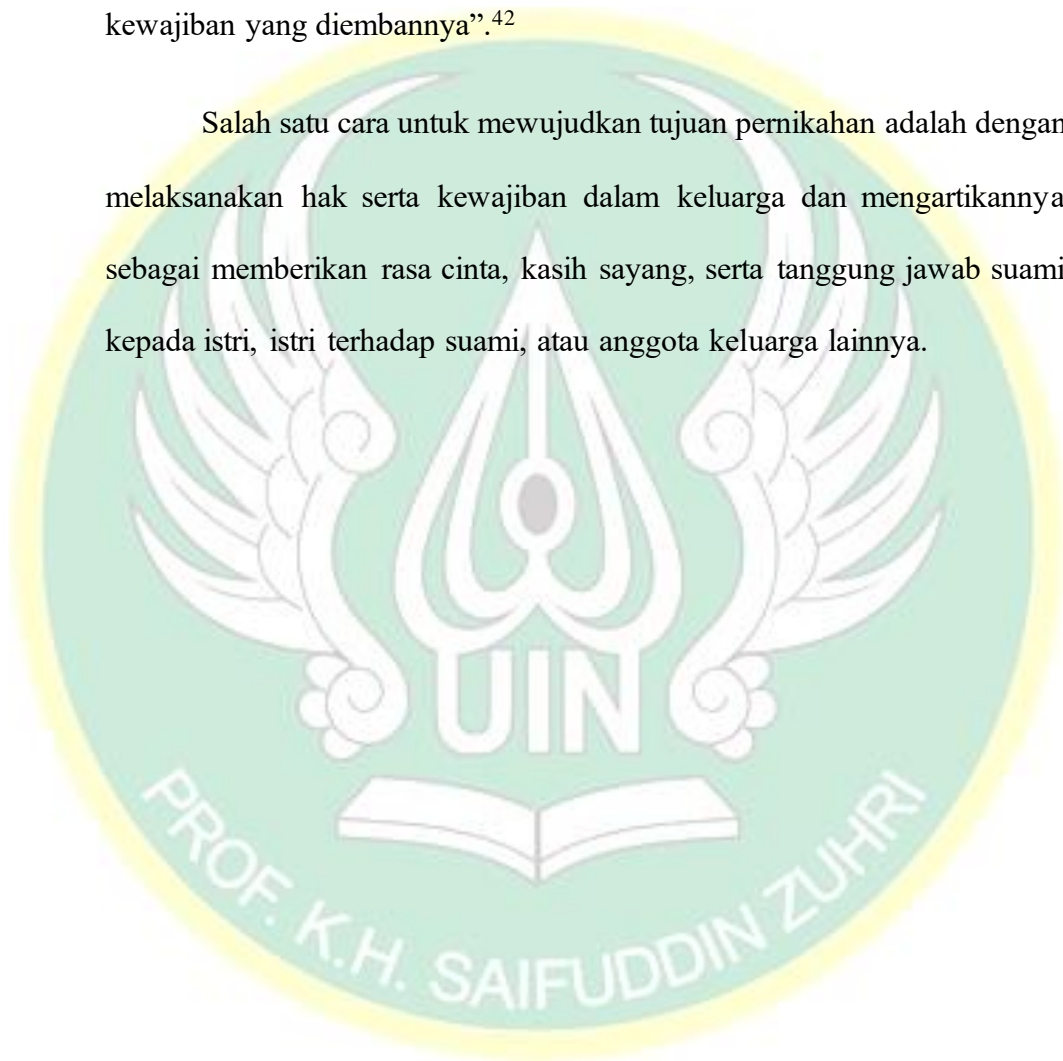 kewajiban yang diembannya”.42
Salah satu cara untuk mewujudkan tujuan pernikahan adalah dengan
melaksanakan hak serta kewajiban dalam keluarga dan mengartikannya
sebagai memberikan rasa cinta, kasih sayang, serta tanggung jawab suami
kepada istri, istri terhadap suami, atau anggota keluarga lainnya.
UIN
PROF. K.H. SAIFUDDIN ZUHRI